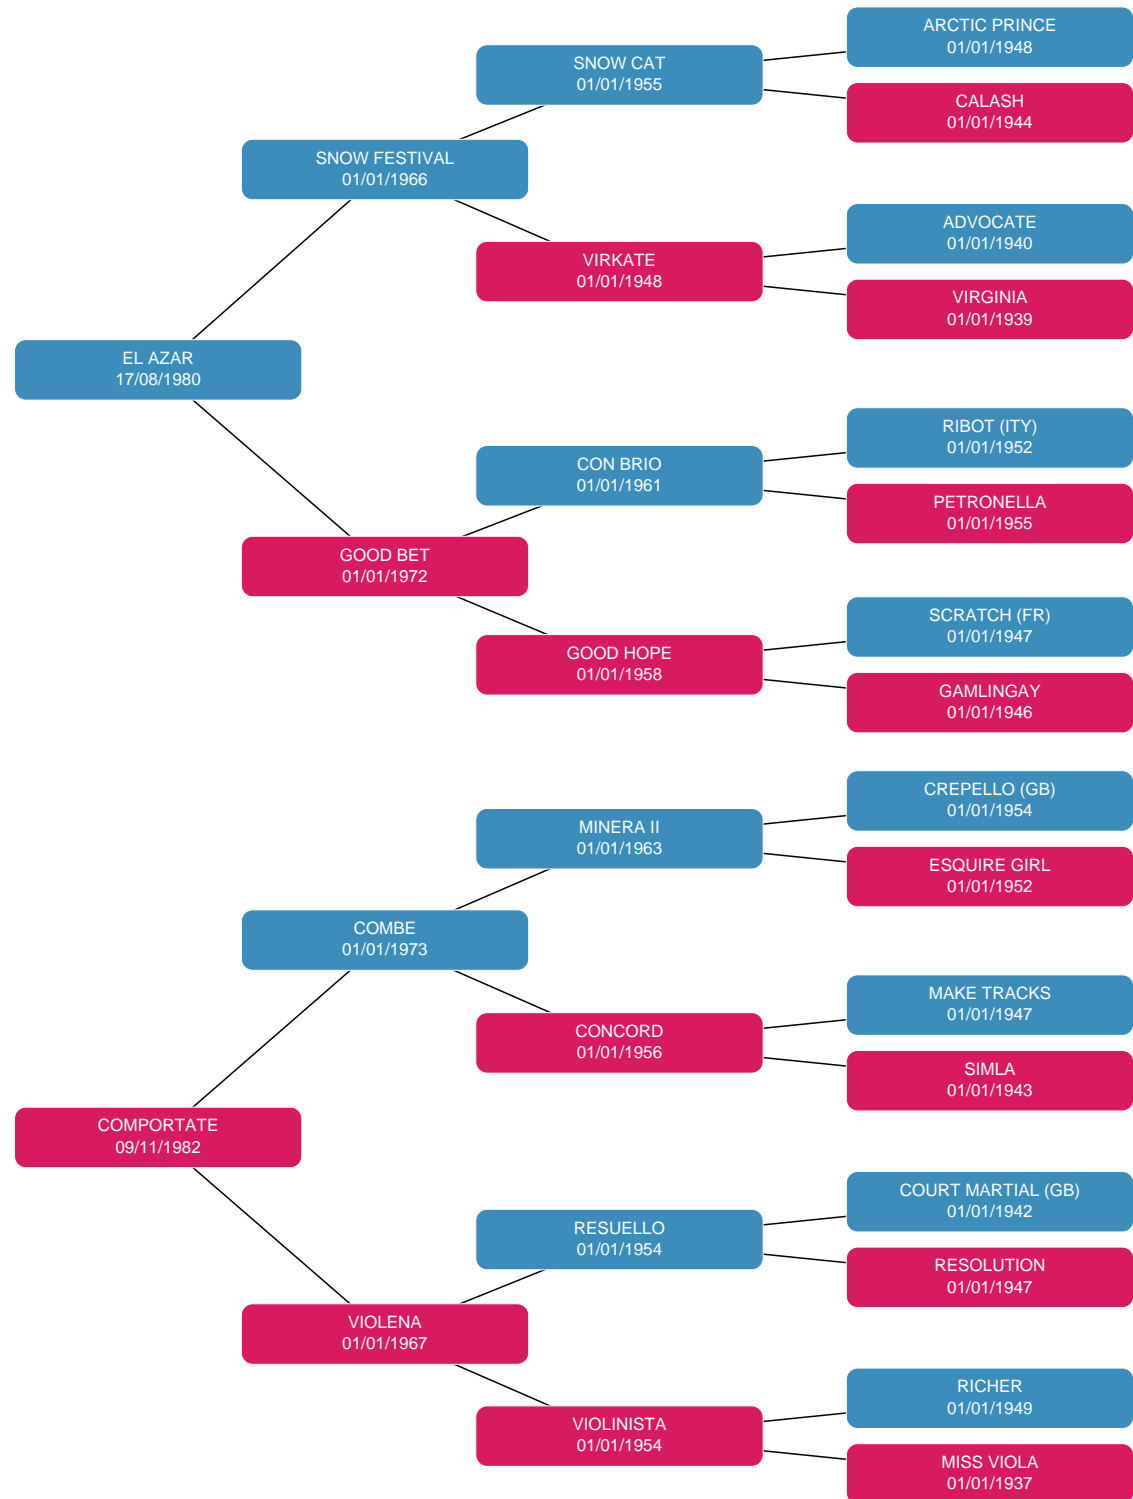 ARCTIC PRINCE
01/01/1948
SNOW CAT
01/01/1955
CALASH
01/01/1944
SNOW FESTIVAL
01/01/1966
ADVOCATE
01/01/1940
VIRKATE
01/01/1948
VIRGINIA
01/01/1939
EL AZAR
17/08/1980
RIBOT (ITY)
01/01/1952
CON BRIO
01/01/1961
PETRONELLA
01/01/1955
GOOD BET
01/01/1972
SCRATCH (FR)
01/01/1947
GOOD HOPE
01/01/1958
GAMLINGAY
01/01/1946
CREPELLO (GB)
01/01/1954
MINERA II
01/01/1963
ESQUIRE GIRL
01/01/1952
COMBE
01/01/1973
MAKE TRACKS
01/01/1947
CONCORD
01/01/1956
SIMLA
01/01/1943
COMPORTATE
09/11/1982
COURT MARTIAL (GB)
01/01/1942
RESUELLO
01/01/1954
RESOLUTION
01/01/1947
VIOLENA
01/01/1967
RICHER
01/01/1949
VIOLINISTA
01/01/1954
MISS VIOLA
01/01/1937